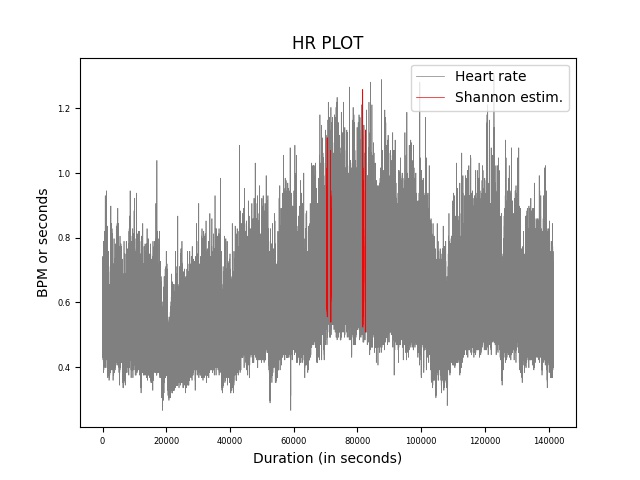 HR PLOT
Heart rate
Shannon estim.
BPM or seconds
1.2
1.0
0.8
0.6
0.4
0
20000
40000
60000
80000
100000
120000
140000
Duration (in seconds)